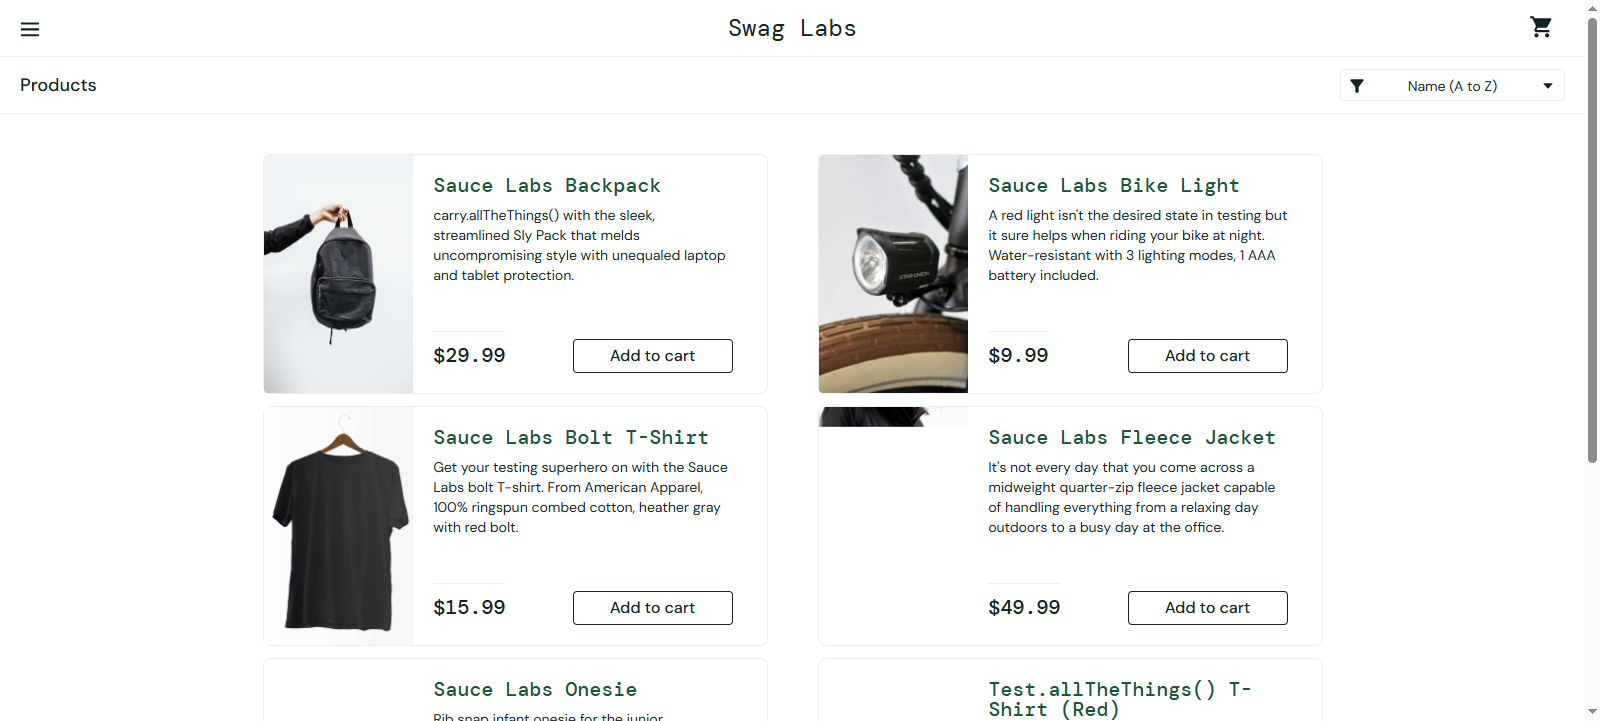 Swag Labs
Products
Name (A to Z)
Sauce Labs Backpack
carry.allTheThings() with the sleek,
streamlined Sly Pack that melds
uncompromising style with unequaled laptop
and tablet protection.
$29.99
Add to cart
Sauce Labs Bike Light
A red light isn't the desired state in testing but
it sure helps when riding your bike at night.
Water-resistant with 3 lighting modes, 1 AAA
battery included.
$9.99
Add to cart
Sauce Labs Bolt T-Shirt
Get your testing superhero on with the Sauce
Labs bolt T-shirt. From American Apparel,
100% ringspun combed cotton, heather gray
with red bolt.
$15.99
Add to cart
Sauce Labs Fleece Jacket
It's not every day that you come across a
midweight quarter-zip fleece jacket capable
of handling everything from a relaxing day
outdoors to a busy day at the office.
$49.99
Add to cart
Sauce Labs Onesie
Rib snap infant onesie for the junior
Test.allTheThings() T-
Shirt (Red)